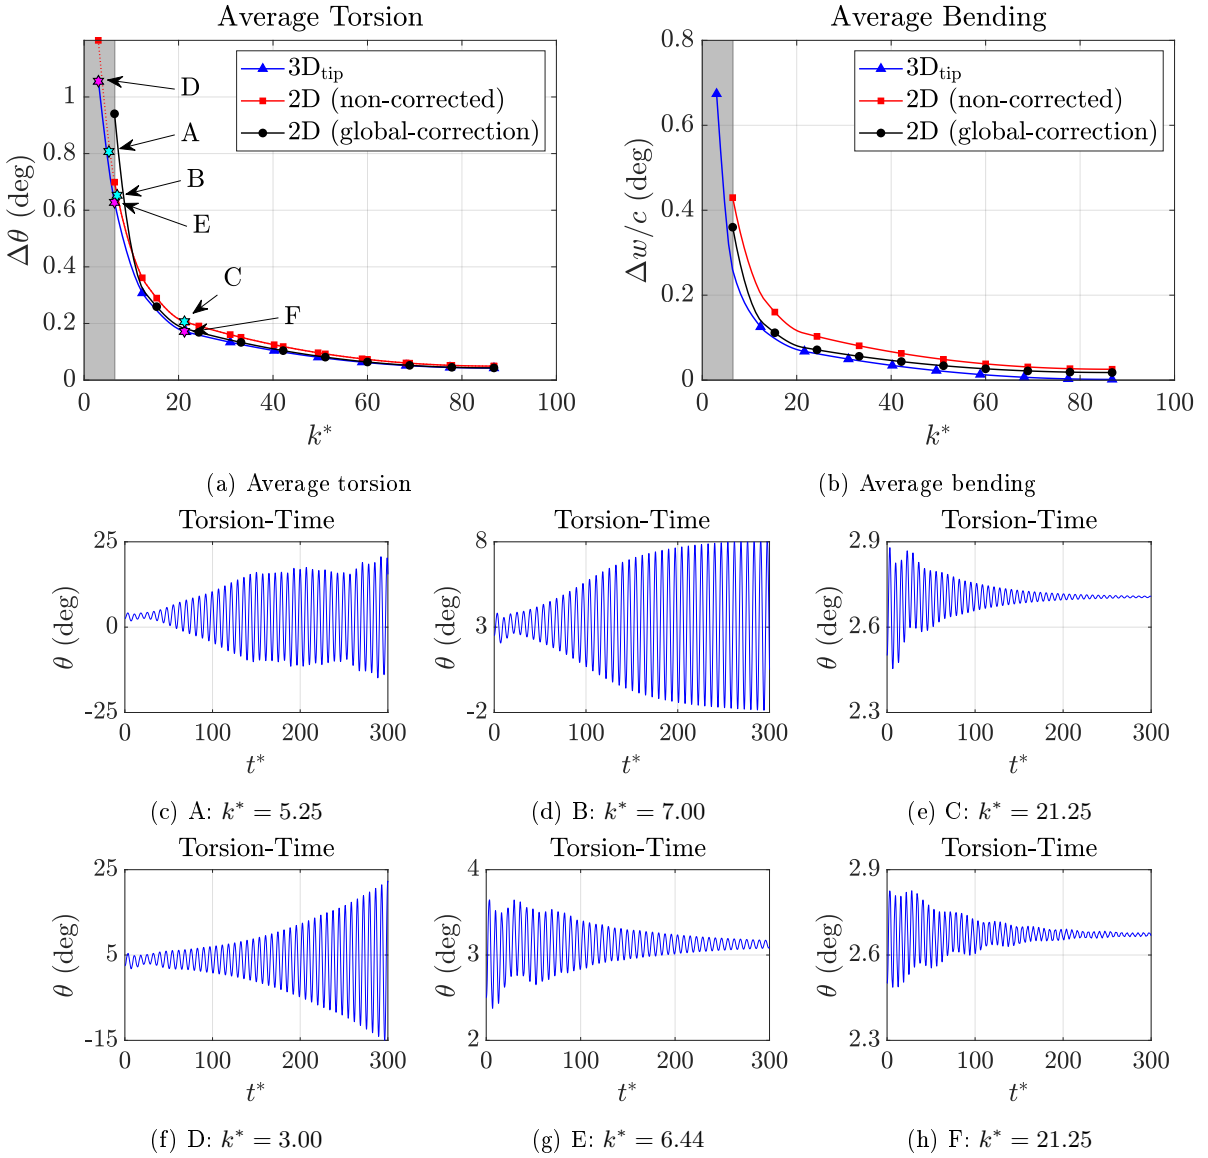 Average Torsion
1
0.8
0.6
0.4
0.2
0
Δθ (deg)
0 20 40 60 80 100
k*
3D_tip
2D (non-corrected)
2D (global-correction)
D
A
B
E
C
F
(a) Average torsion
Average Bending
0.8
0.6
0.4
0.2
0
Δw/c (deg)
0 20 40 60 80 100
k*
3D_tip
2D (non-corrected)
2D (global-correction)
(b) Average bending
Torsion-Time
25
0
-25
θ (deg)
0 100 200 300
t*
(c) A: k* = 5.25
Torsion-Time
8
3
-2
θ (deg)
0 100 200 300
t*
(d) B: k* = 7.00
Torsion-Time
2.9
2.6
2.3
θ (deg)
0 100 200 300
t*
(e) C: k* = 21.25
Torsion-Time
25
5
-15
θ (deg)
0 100 200 300
t*
(f) D: k* = 3.00
Torsion-Time
4
3
2
θ (deg)
0 100 200 300
t*
(g) E: k* = 6.44
Torsion-Time
2.9
2.6
2.3
θ (deg)
0 100 200 300
t*
(h) F: k* = 21.25